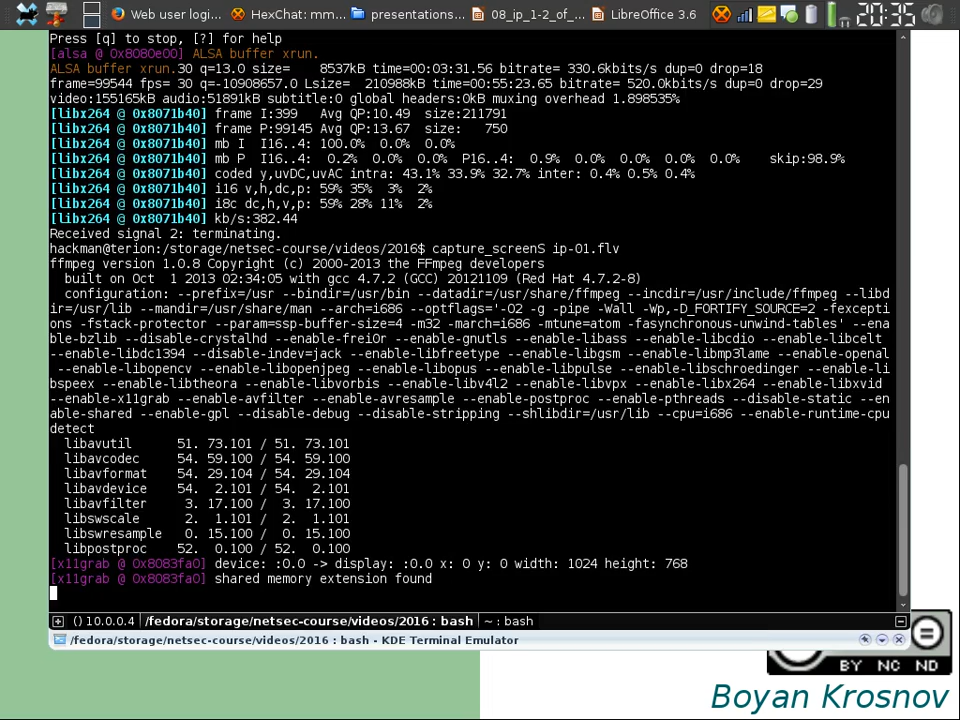 Web user logi...
HexChat: mm...
presentations...
08_ip_1-2_of_...
LibreOffice 3.6
20:35
Press [q] to stop, [?] for help
[alsa @ 0x8080e00] ALSA buffer xrun.
ALSA buffer xrun.30 q=13.0 size=    8537kB time=00:03:31.56 bitrate= 330.6kbits/s dup=0 drop=18
frame=99544 fps= 30 q=-10908657.0 Lsize=  210988kB time=00:55:23.65 bitrate= 520.0kbits/s dup=0 drop=29
video:155165kB audio:51891kB subtitle:0 global headers:0kB muxing overhead 1.898535%
[libx264 @ 0x8071b40] frame I:399   Avg QP:10.49  size:211791
[libx264 @ 0x8071b40] frame P:99145 Avg QP:13.67  size:   750
[libx264 @ 0x8071b40] mb I  I16..4: 100.0%  0.0%  0.0%
[libx264 @ 0x8071b40] mb P  I16..4:  0.2%  0.0%  0.0%  P16..4:  0.9%  0.0%  0.0%  0.0%  0.0%    skip:98.9%
[libx264 @ 0x8071b40] coded y,uvDC,uvAC intra: 43.1% 33.9% 32.7% inter: 0.4% 0.5% 0.4%
[libx264 @ 0x8071b40] i16 v,h,dc,p: 59% 35%  3%  2%
[libx264 @ 0x8071b40] i8c dc,h,v,p: 59% 28% 11%  2%
[libx264 @ 0x8071b40] kb/s:382.44
Received signal 2: terminating.
hackman@terion:/storage/netsec-course/videos/2016$ capture_screenS ip-01.flv
ffmpeg version 1.0.8 Copyright (c) 2000-2013 the FFmpeg developers
  built on Oct  1 2013 02:34:05 with gcc 4.7.2 (GCC) 20121109 (Red Hat 4.7.2-8)
  configuration: --prefix=/usr --bindir=/usr/bin --datadir=/usr/share/ffmpeg --incdir=/usr/include/ffmpeg --libd
ir=/usr/lib --mandir=/usr/share/man --arch=i686 --optflags='-O2 -g -pipe -Wall -Wp,-D_FORTIFY_SOURCE=2 -fexcepti
ons -fstack-protector --param=ssp-buffer-size=4 -m32 -march=i686 -mtune=atom -fasynchronous-unwind-tables' --ena
ble-bzlib --disable-crystalhd --enable-frei0r --enable-gnutls --enable-libass --enable-libcdio --enable-libcelt
--enable-libdc1394 --disable-indev=jack --enable-libfreetype --enable-libgsm --enable-libmp3lame --enable-openal
 --enable-libopencv --enable-libopenjpeg --enable-libopus --enable-libpulse --enable-libschroedinger --enable-li
bspeex --enable-libtheora --enable-libvorbis --enable-libv4l2 --enable-libvpx --enable-libx264 --enable-libxvid
--enable-x11grab --enable-avfilter --enable-avresample --enable-postproc --enable-pthreads --disable-static --en
able-shared --enable-gpl --disable-debug --disable-stripping --shlibdir=/usr/lib --cpu=i686 --enable-runtime-cpu
detect
  libavutil      51. 73.101 / 51. 73.101
  libavcodec     54. 59.100 / 54. 59.100
  libavformat    54. 29.104 / 54. 29.104
  libavdevice    54.  2.101 / 54.  2.101
  libavfilter     3. 17.100 /  3. 17.100
  libswscale      2.  1.101 /  2.  1.101
  libswresample   0. 15.100 /  0. 15.100
  libpostproc    52.  0.100 / 52.  0.100
[x11grab @ 0x8083fa0] device: :0.0 -> display: :0.0 x: 0 y: 0 width: 1024 height: 768
[x11grab @ 0x8083fa0] shared memory extension found
() 10.0.0.4 /fedora/storage/netsec-course/videos/2016 : bash ~ : bash
/fedora/storage/netsec-course/videos/2016 : bash - KDE Terminal Emulator
BY NC ND
Boyan Krosnov